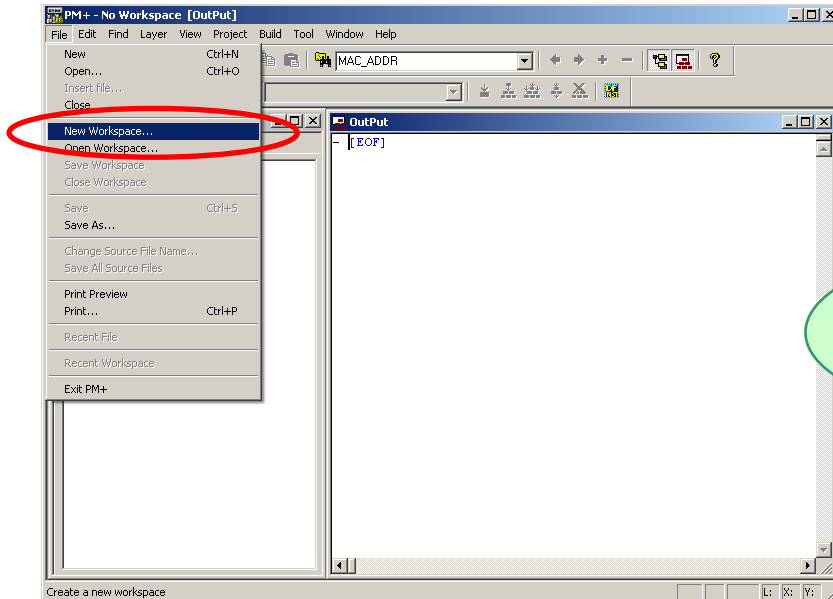 PM+ - No Workspace [OutPut]
File Edit Find Layer View Project Build Tool Window Help
New Ctrl+N
Open... Ctrl+O
MAC_ADDR
Insert file...
Close
New Workspace...
Open Workspace...
Save Workspace
Close Workspace
Save Ctrl+S
Save As...
Change Source File Name...
Save All Source Files
Print Preview
Print... Ctrl+P
Recent File
Recent Workspace
Exit PM+
OutPut
[EOF]
Create a new workspace L: X: Y: